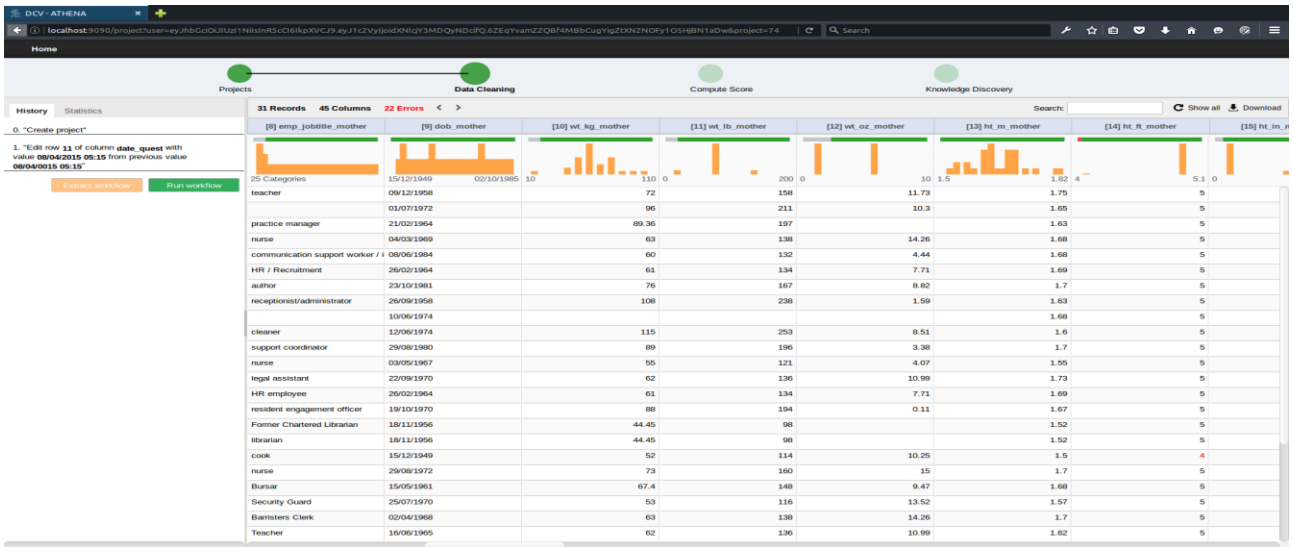 DCV - ATHENA
localhost:9090/project?user=
&project=74
Search
Home
Projects
Data Cleaning
Compute Score
Knowledge Discovery
History Statistics
31 Records 45 Columns 22 Errors < >
Search:
Show all Download
0. "Create project"
1. "Edit row 11 of column date_quest with
value 08/04/2015 05:15 from previous value
08/04/0015 05:15"
Extract workflow Run workflow
[8] emp_jobtitle_mother [9] dob_mother [10] wt_kg_mother [11] wt_lb_mother [12] wt_oz_mother [13] ht_m_mother [14] ht_ft_mother [15] ht_in_m
25 Categories 15/12/1949 02/10/1985 10 110 0 200 0 10 1.5 1.82 4 5.1 0
teacher 09/12/1958 72 158 11.73 1.75 5
01/07/1972 96 211 10.3 1.65 5
practice manager 21/02/1964 89.36 197 1.63 5
nurse 04/03/1969 63 138 14.26 1.68 5
communication support worker / i 08/06/1984 60 132 4.44 1.68 5
HR / Recruitment 26/02/1964 61 134 7.71 1.69 5
author 23/10/1981 76 167 8.82 1.7 5
receptionist/administrator 26/09/1958 108 238 1.59 1.63 5
10/06/1974 1.68 5
cleaner 12/06/1974 115 253 8.51 1.6 5
support coordinator 29/08/1980 89 196 3.38 1.7 5
nurse 03/05/1967 55 121 4.07 1.55 5
legal assistant 22/09/1970 62 136 10.99 1.73 5
HR employee 26/02/1964 61 134 7.71 1.69 5
resident engagement officer 19/10/1970 88 194 0.11 1.67 5
Former Chartered Librarian 18/11/1956 44.45 98 1.52 5
librarian 18/11/1956 44.45 98 1.52 5
cook 15/12/1949 52 114 10.25 1.5 4
nurse 29/08/1972 73 160 15 1.7 5
Bursar 15/05/1961 67.4 148 9.47 1.68 5
Security Guard 25/07/1970 53 116 13.52 1.57 5
Barristers Clerk 02/04/1968 63 138 14.26 1.7 5
Teacher 16/06/1965 62 136 10.99 1.62 5